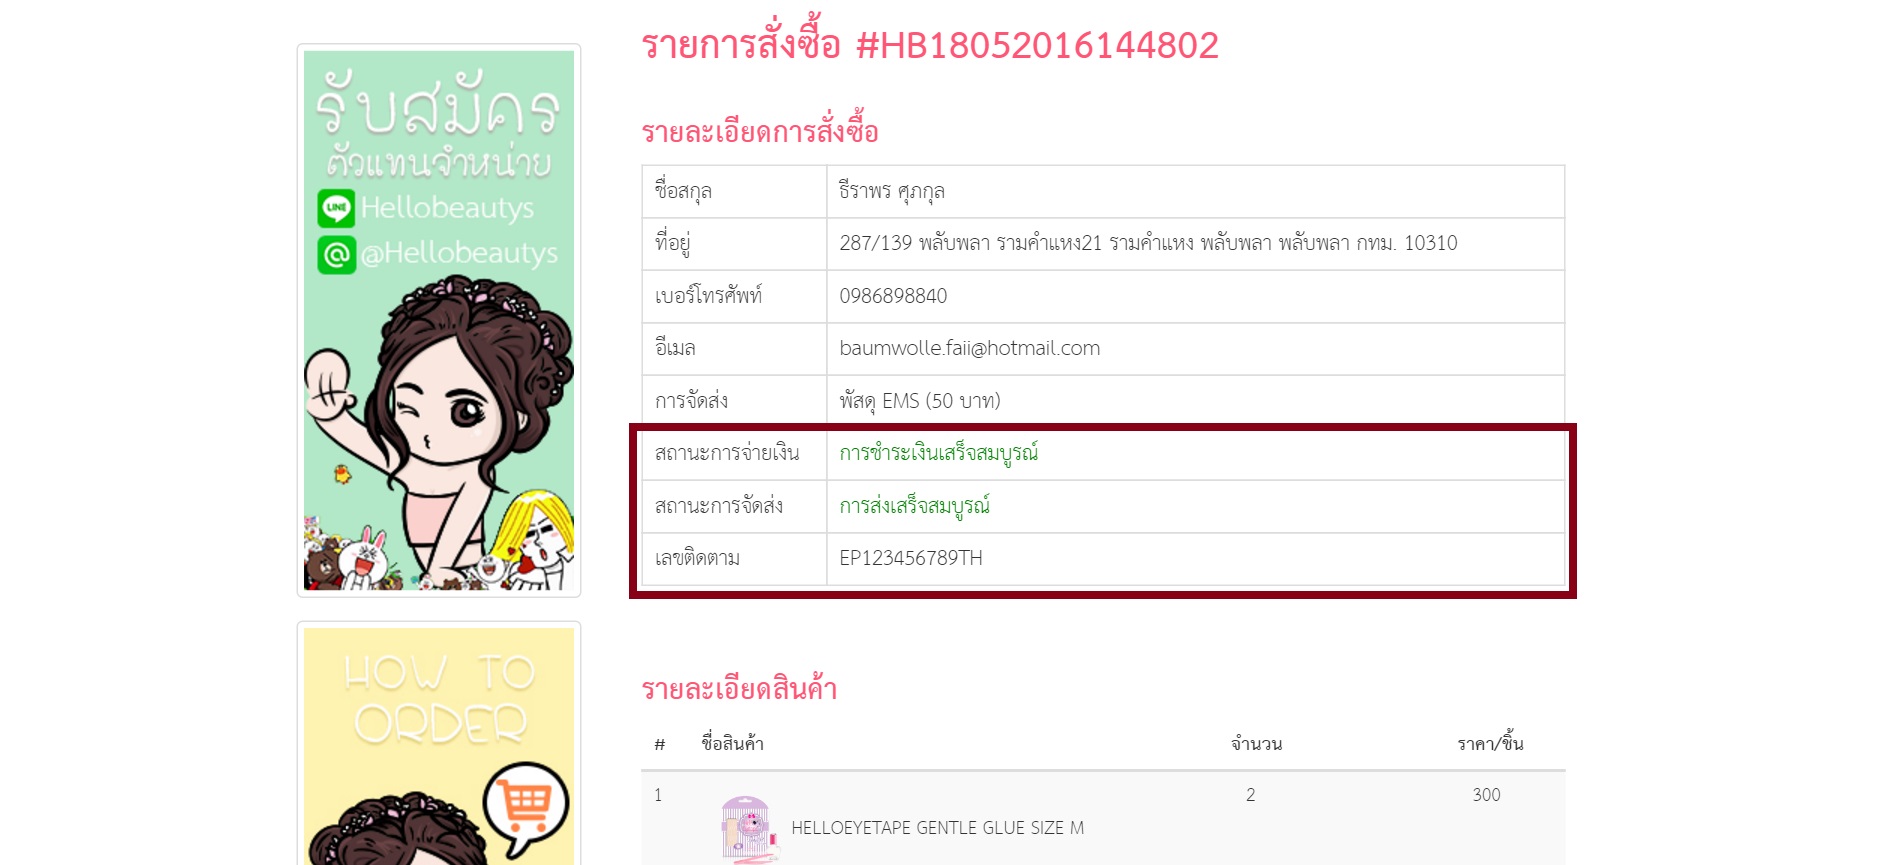 รับสมัคร
ตัวแทนจำหน่าย
LINE Hellobeautys
@ @Hellobeautys
HOW TO
ORDER
รายการสั่งซื้อ #HB18052016144802
รายละเอียดการสั่งซื้อ
ชื่อสกุล ธีราพร ศุภกุล
ที่อยู่ 287/139 พลับพลา รามคำแหง21 รามคำแหง พลับพลา พลับพลา กทม. 10310
เบอร์โทรศัพท์ 0986898840
อีเมล baumwolle.faii@hotmail.com
การจัดส่ง พัสดุ EMS (50 บาท)
สถานะการจ่ายเงิน การชำระเงินเสร็จสมบูรณ์
สถานะการจัดส่ง การส่งเสร็จสมบูรณ์
เลขติดตาม EP123456789TH
รายละเอียดสินค้า
# ชื่อสินค้า จำนวน ราคา/ชิ้น
1 HELLOEYETAPE GENTLE GLUE SIZE M 2 300